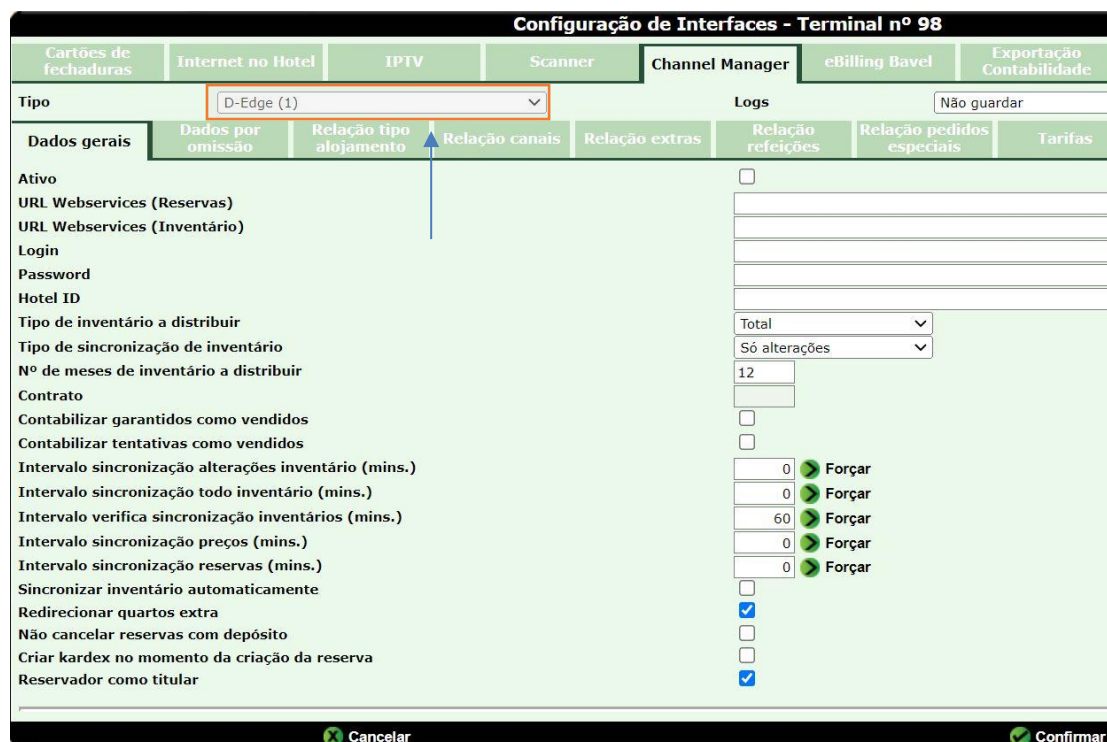 Configuração de Interfaces - Terminal nº 98
Cartões de fechaduras Internet no Hotel IPTV Scanner Channel Manager eBilling Bavel Exportação Contabilidade
Tipo D-Edge (1) Logs Não guardar
Dados gerais Dados por omissão Relação tipo alojamento Relação canais Relação extras Relação refeições Relação pedidos especiais Tarifas
Ativo
URL Webservices (Reservas)
URL Webservices (Inventário)
Login
Password
Hotel ID
Tipo de inventário a distribuir Total
Tipo de sincronização de inventário Só alterações
Nº de meses de inventário a distribuir 12
Contrato
Contabilizar garantidos como vendidos
Contabilizar tentativas como vendidos
Intervalo sincronização alterações inventário (mins.) 0 Forçar
Intervalo sincronização todo inventário (mins.) 0 Forçar
Intervalo verifica sincronização inventários (mins.) 60 Forçar
Intervalo sincronização preços (mins.) 0 Forçar
Intervalo sincronização reservas (mins.) 0 Forçar
Sincronizar inventário automaticamente
Redirecionar quartos extra
Não cancelar reservas com depósito
Criar kardex no momento da criação da reserva
Reservador como titular
Cancelar Confirmar